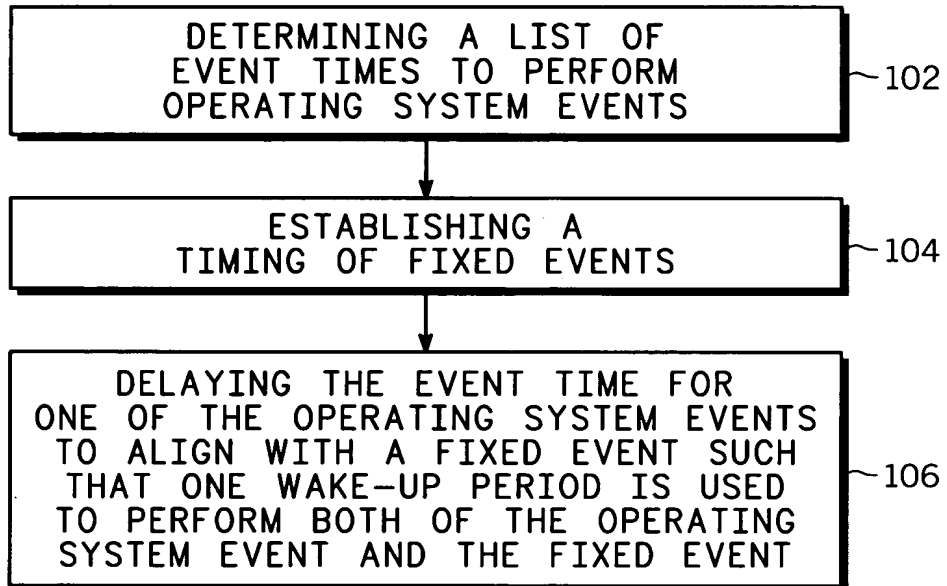 DETERMINING A LIST OF
EVENT TIMES TO PERFORM
OPERATING SYSTEM EVENTS
102
ESTABLISHING A
TIMING OF FIXED EVENTS
104
DELAYING THE EVENT TIME FOR
ONE OF THE OPERATING SYSTEM EVENTS
TO ALIGN WITH A FIXED EVENT SUCH
THAT ONE WAKE-UP PERIOD IS USED
TO PERFORM BOTH OF THE OPERATING
SYSTEM EVENT AND THE FIXED EVENT
106